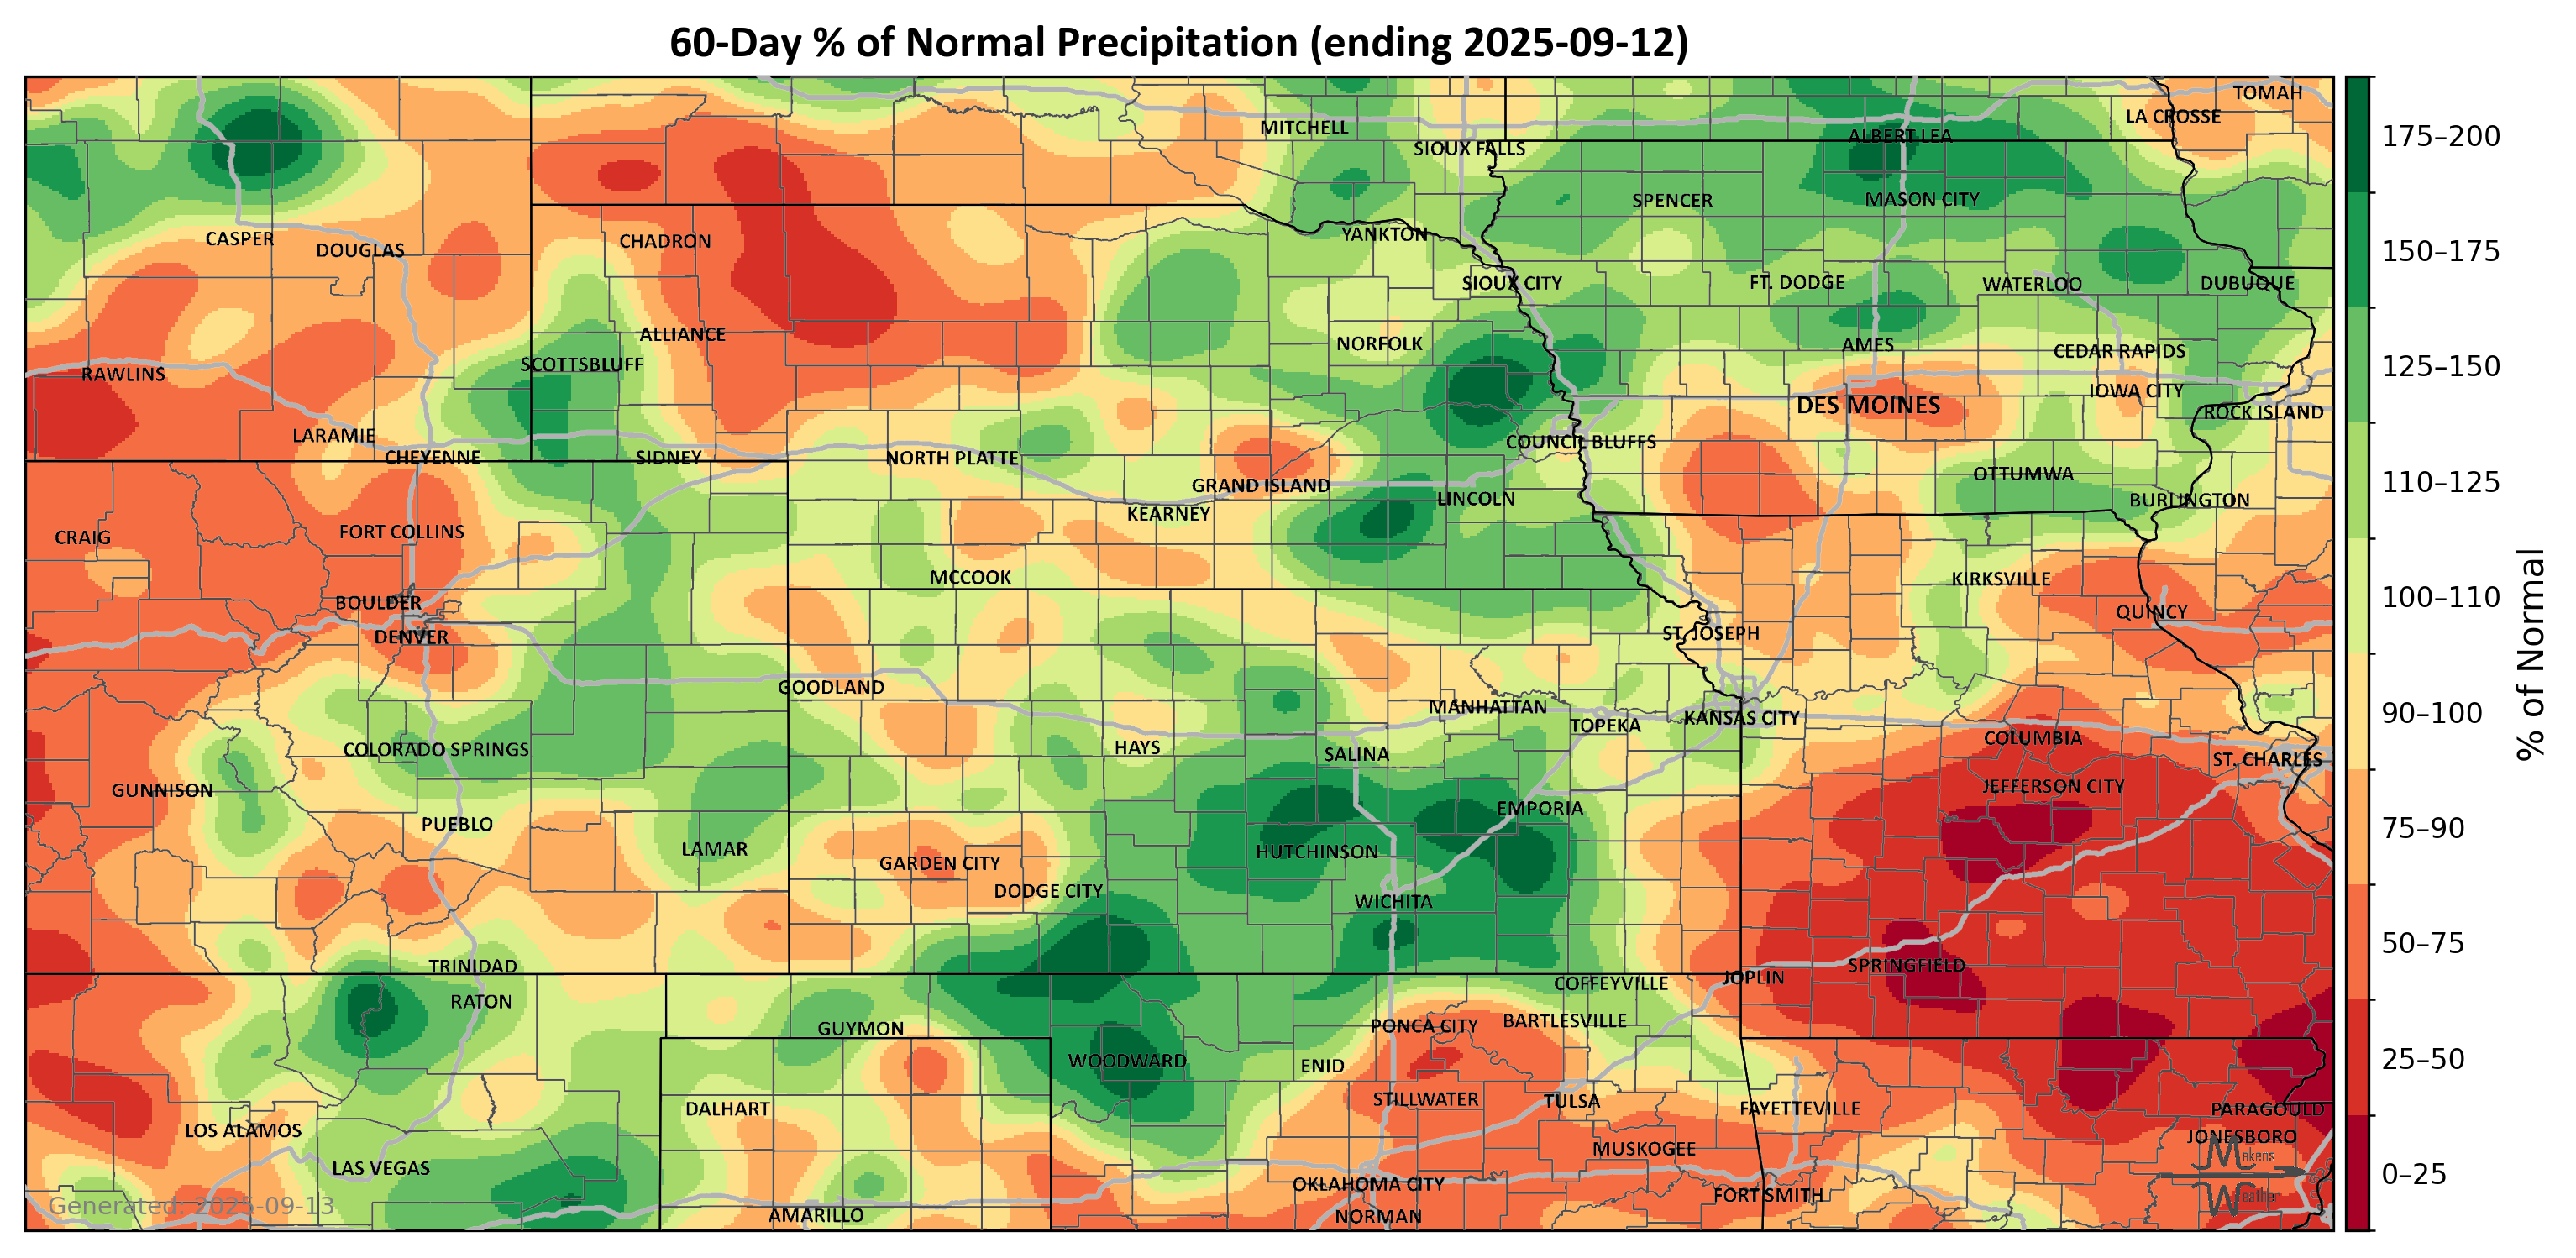 60-Day % of Normal Precipitation (ending 2025-09-12)
TOMAH
LA CROSSE
MITCHELL
ALBERT LEA
SIOUX FALLS
SPENCER
MASON CITY
CASPER
DOUGLAS
CHADRON
YANKTON
SIOUX CITY
FT. DODGE
WATERLOO
DUBUQUE
ALLIANCE
NORFOLK
AMES
CEDAR RAPIDS
SCOTTSBLUFF
RAWLINS
IOWA CITY
DES MOINES
ROCK ISLAND
LARAMIE
COUNCIL BLUFFS
CHEYENNE
SIDNEY
NORTH PLATTE
OTTUMWA
GRAND ISLAND
LINCOLN
BURLINGTON
KEARNEY
CRAIG
FORT COLLINS
MCCOOK
KIRKSVILLE
BOULDER
QUINCY
DENVER
ST. JOSEPH
GOODLAND
MANHATTAN
KANSAS CITY
TOPEKA
COLUMBIA
COLORADO SPRINGS
HAYS
SALINA
ST. CHARLES
GUNNISON
JEFFERSON CITY
EMPORIA
PUEBLO
LAMAR
HUTCHINSON
GARDEN CITY
DODGE CITY
WICHITA
TRINIDAD
SPRINGFIELD
JOPLIN
COFFEYVILLE
RATON
GUYMON
PONCA CITY
BARTLESVILLE
WOODWARD
ENID
STILLWATER
TULSA
DALHART
FAYETTEVILLE
PARAGOULD
LOS ALAMOS
JONESBORO
MUSKOGEE
Makens
LAS VEGAS
OKLAHOMA CITY
FORT SMITH
Weather
Generated: 2025-09-13
AMARILLO
NORMAN
175–200
150–175
125–150
110–125
100–110
90–100
75–90
50–75
25–50
0–25
% of Normal